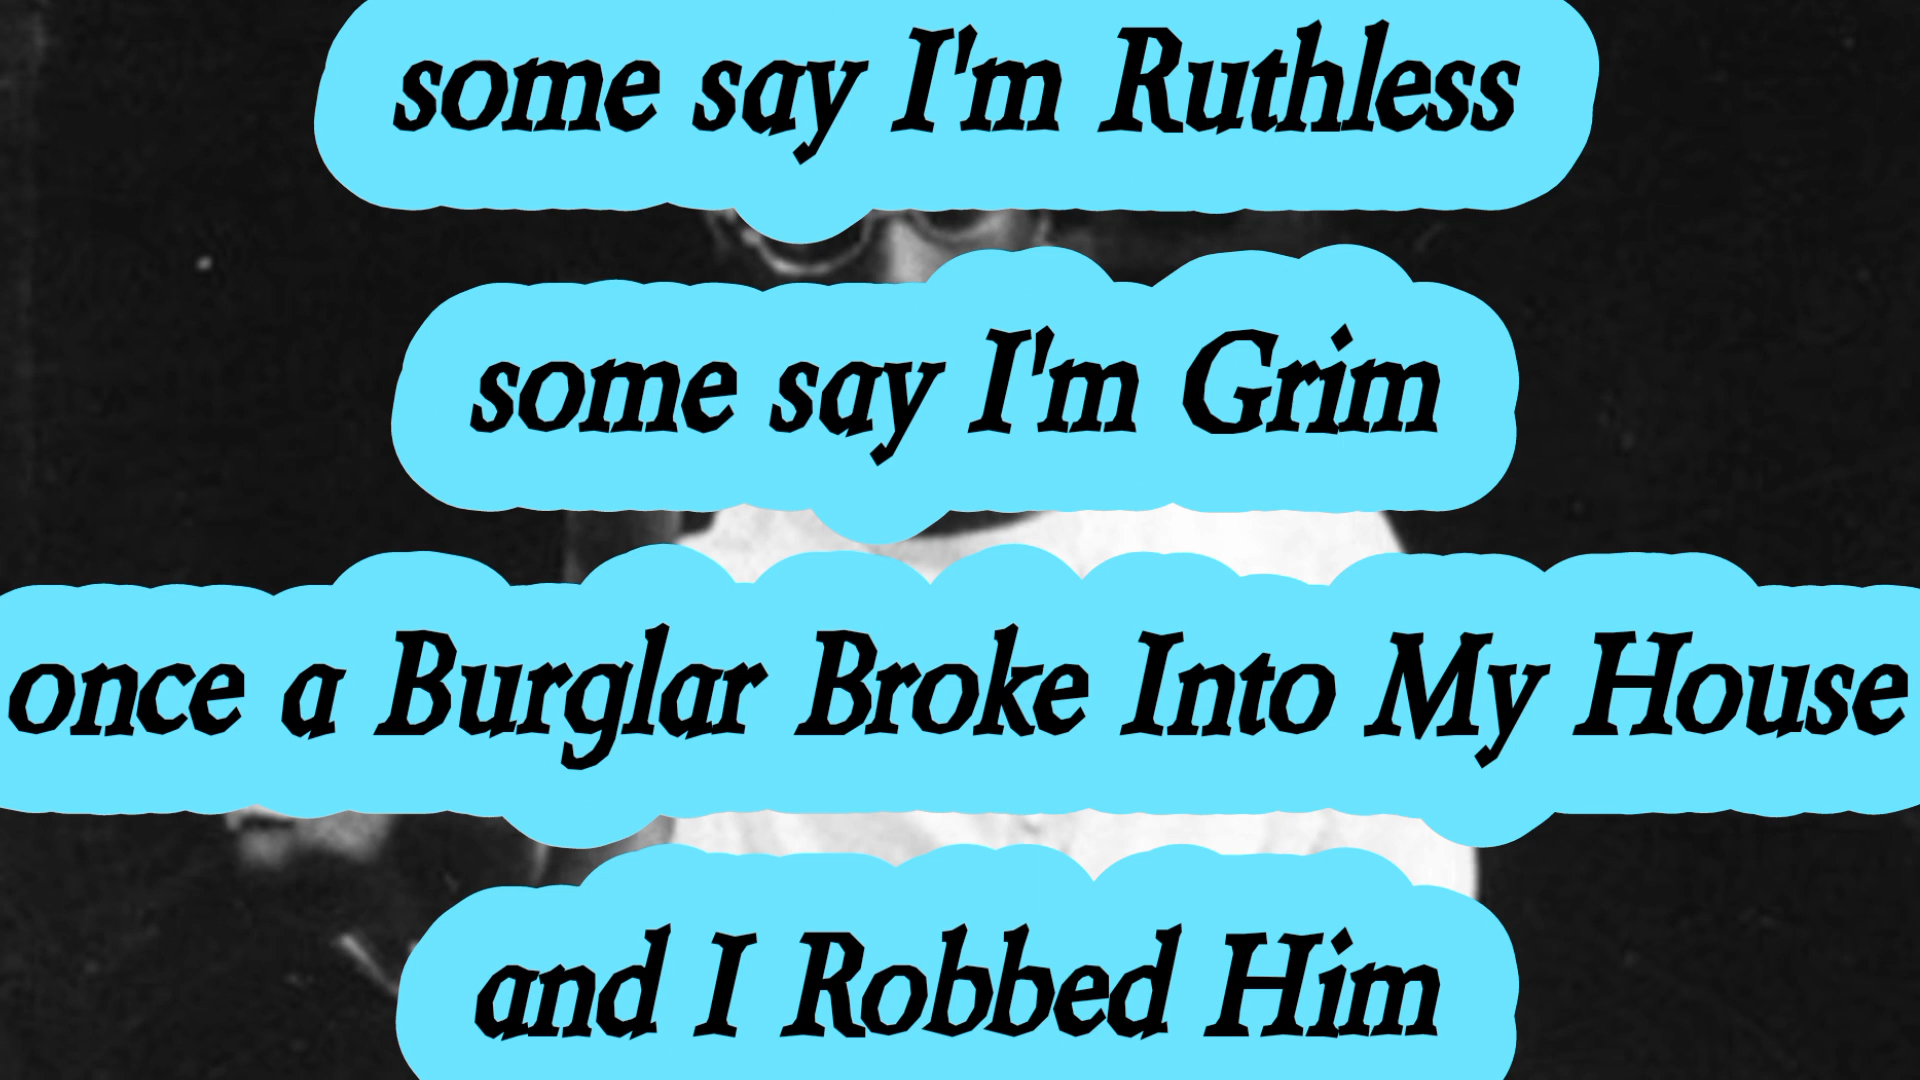 some say I'm Ruthless
some say I'm Grim
once a Burglar Broke Into My House
and I Robbed Him